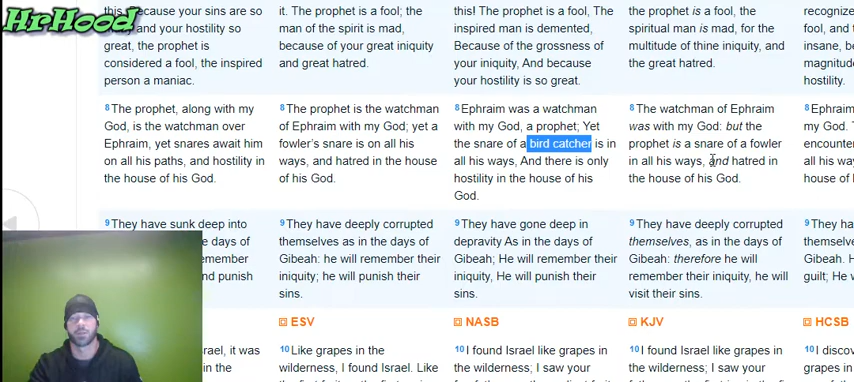 HrHood
this? Because your sins are so
many and your hostility so
great, the prophet is
considered a fool, the inspired
person a maniac.
8 The prophet, along with my
God, is the watchman over
Ephraim, yet snares await him
on all his paths, and hostility in
the house of his God.
9 They have sunk deep into
e days of
emember
nd punish
rael, it was
in the
it. The prophet is a fool; the
man of the spirit is mad,
because of your great iniquity
and great hatred.
8 The prophet is the watchman
of Ephraim with my God; yet a
fowler's snare is on all his
ways, and hatred in the house
of his God.
9 They have deeply corrupted
themselves as in the days of
Gibeah: he will remember their
iniquity; he will punish their
sins.
ESV
10 Like grapes in the
wilderness, I found Israel. Like
this! The prophet is a fool, The
inspired man is demented,
Because of the grossness of
your iniquity, And because
your hostility is so great.
8 Ephraim was a watchman
with my God, a prophet; Yet
the snare of a bird catcher is in
all his ways, And there is only
hostility in the house of his
God.
9 They have gone deep in
depravity As in the days of
Gibeah; He will remember their
iniquity, He will punish their
sins.
NASB
10 I found Israel like grapes in
the wilderness; I saw your
the prophet is a fool, the
spiritual man is mad, for the
multitude of thine iniquity, and
the great hatred.
8 The watchman of Ephraim
was with my God: but the
prophet is a snare of a fowler
in all his ways, and hatred in
the house of his God.
9 They have deeply corrupted
themselves, as in the days of
Gibeah: therefore he will
remember their iniquity, he will
visit their sins.
KJV
10 I found Israel like grapes in
the wilderness; I saw your
recognize
fool, and t
insane, be
magnitude
hostility.
8 Ephraim
with my God. T
encounter
all his way
house of h
9 They ha
themselve
of Gibeah
guilt; He w
HCSB
10 I discov
grapes in